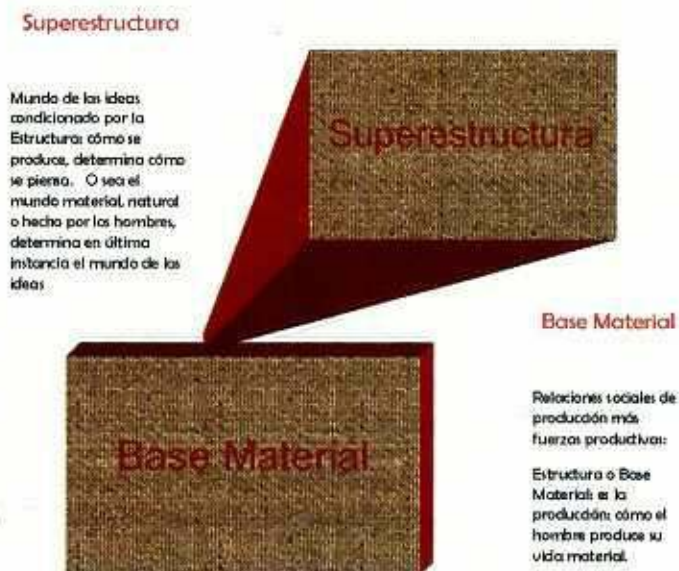 Superestructura
Mundo de las ideas
condicionado por la
Estructura: cómo se
produce, determina cómo
se piensa. O sea el
mundo material, natural
o hecho por los hombres,
determina en última
instancia el mundo de las
ideas
Superestructura
Base Material
Relaciones sociales de
producción más
fuerzas productivas:
Estructura o Base
Material: es la
producción: cómo el
hombre produce su
vida material.
Base Material